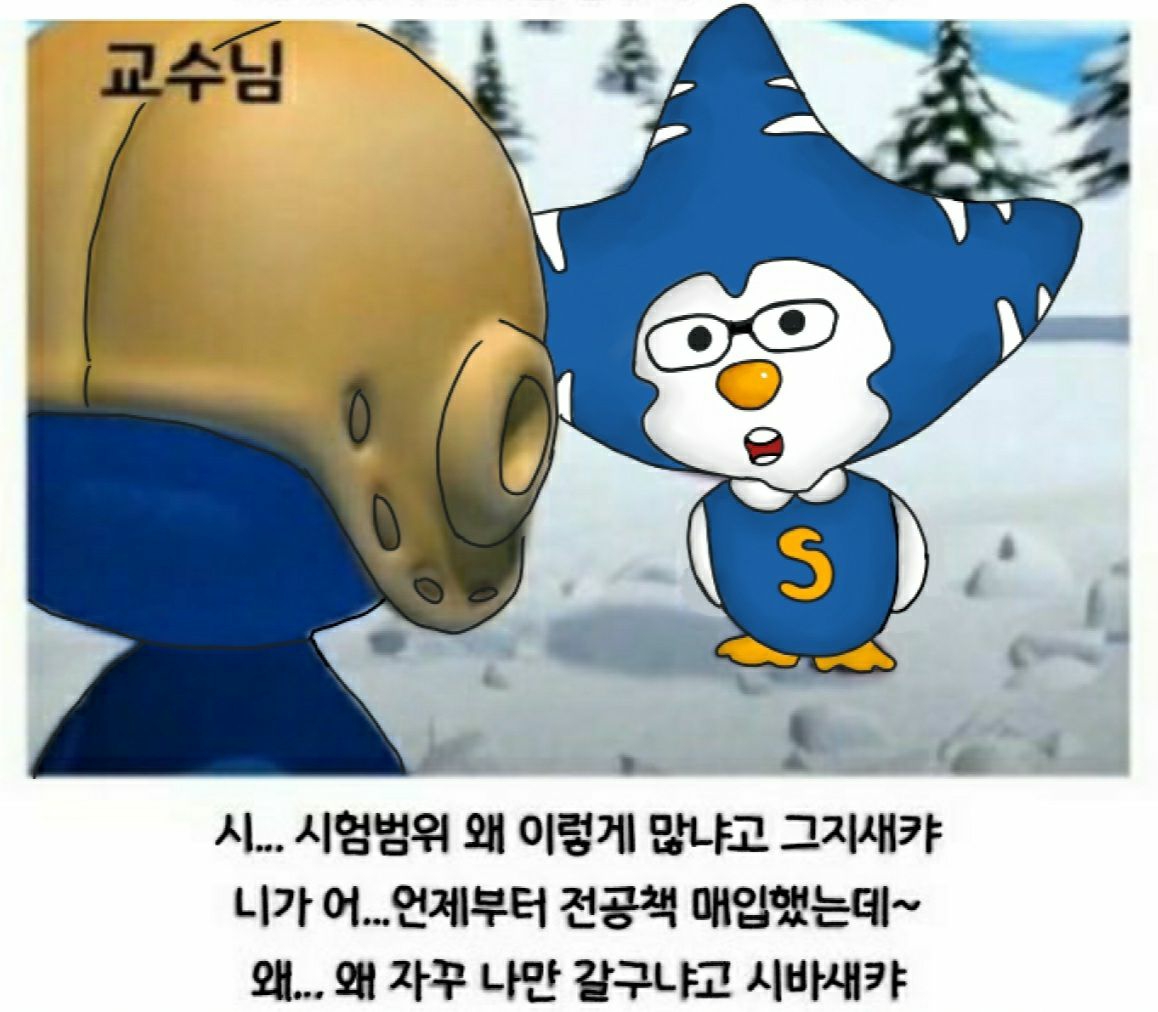 교수님
S
시... 시험범위 왜 이렇게 많냐고 그지새캬
니가 어...언제부터 전공책 매입했는데~
왜... 왜 자꾸 나만 갈구냐고 시바새캬